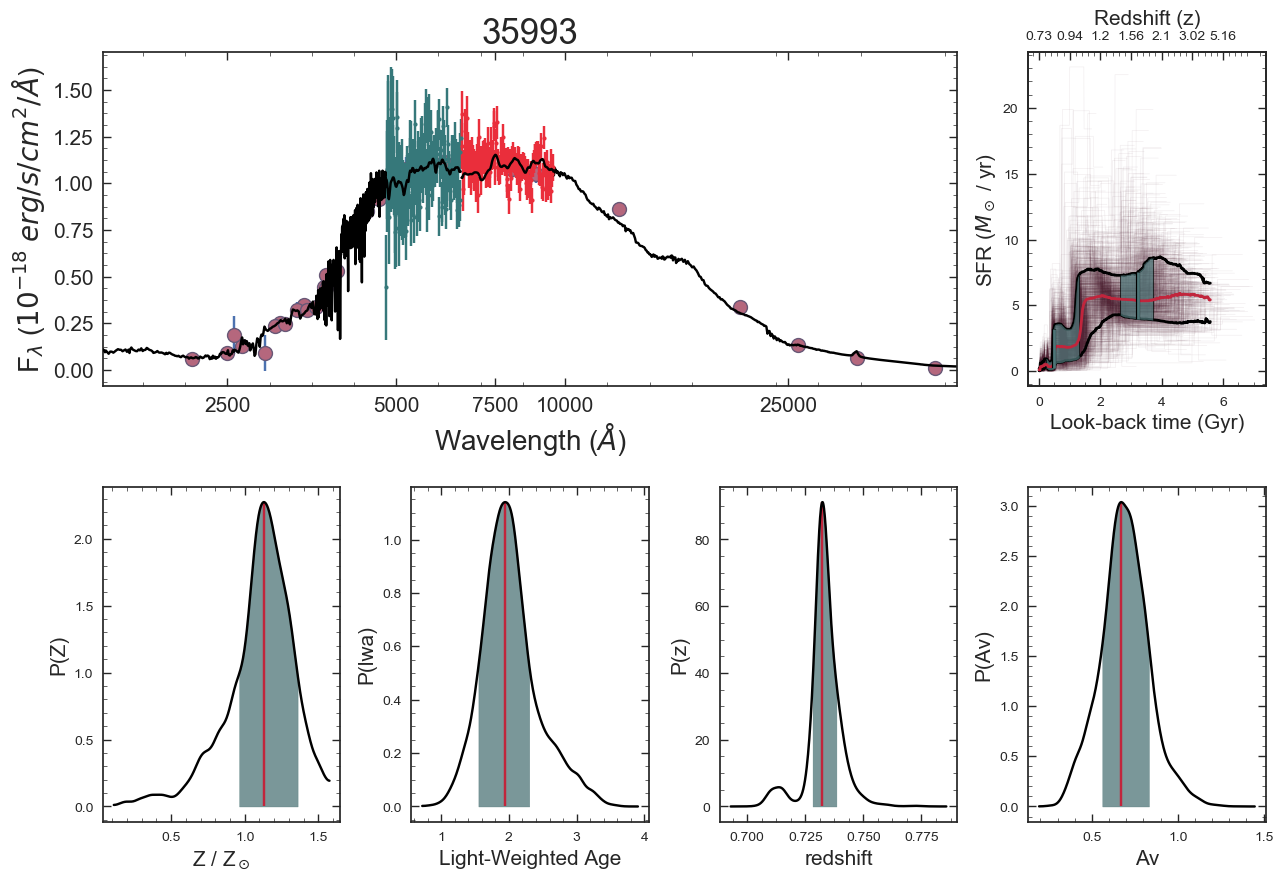 35993
F_λ (10^−18 erg/s/cm^2/Å)
1.50
1.25
1.00
0.75
0.50
0.25
0.00
2500 5000 7500 10000 25000
Wavelength (Å)
Redshift (z)
0.73 0.94 1.2 1.56 2.1 3.02 5.16
SFR (M_⊙ / yr)
20
15
10
5
0
0 2 4 6
Look-back time (Gyr)
P(Z)
2.0
1.5
1.0
0.5
0.0
0.5 1.0 1.5
Z / Z_⊙
P(lwa)
1.0
0.8
0.6
0.4
0.2
0.0
1 2 3 4
Light-Weighted Age
P(z)
80
60
40
20
0
0.700 0.725 0.750 0.775
redshift
P(Av)
3.0
2.5
2.0
1.5
1.0
0.5
0.0
0.5 1.0 1.5
Av